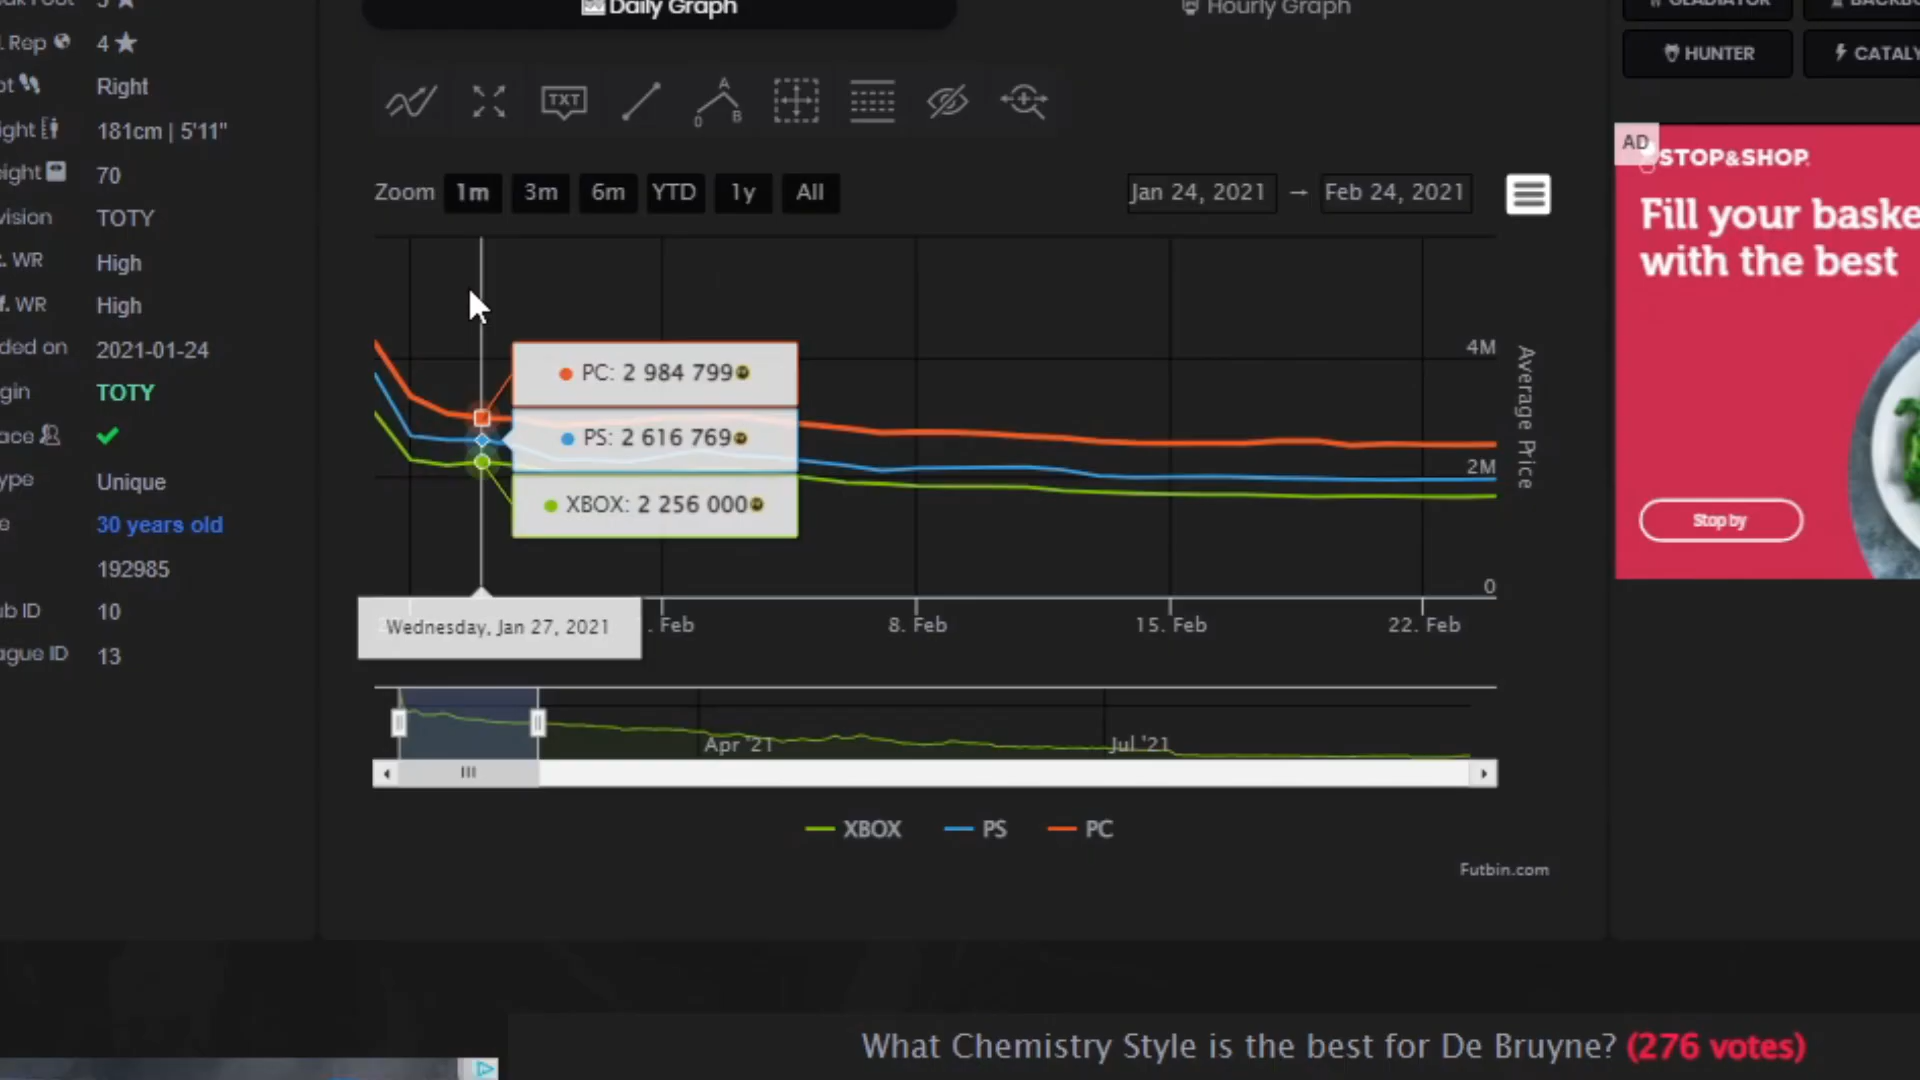 Daily Graph
Hourly Graph
Rep 4
HUNTER
Right
TXT
181cm | 5'11"
AD
STOP&SHOP
Fill your baske
with the best
70
Zoom 1m 3m 6m YTD 1y All
Jan 24, 2021 → Feb 24, 2021
TOTY
WR High
WR High
PC: 2 984 799
4M
2021-01-24
TOTY
PS: 2 616 769
2M
Average Price
Unique
XBOX: 2 256 000
30 years old
Stop by
192985
0
ID 10
Wednesday, Jan 27, 2021
. Feb
8. Feb
15. Feb
22. Feb
ID 13
Apr '21
Jul '21
XBOX PS PC
Futbin.com
What Chemistry Style is the best for De Bruyne? (276 votes)